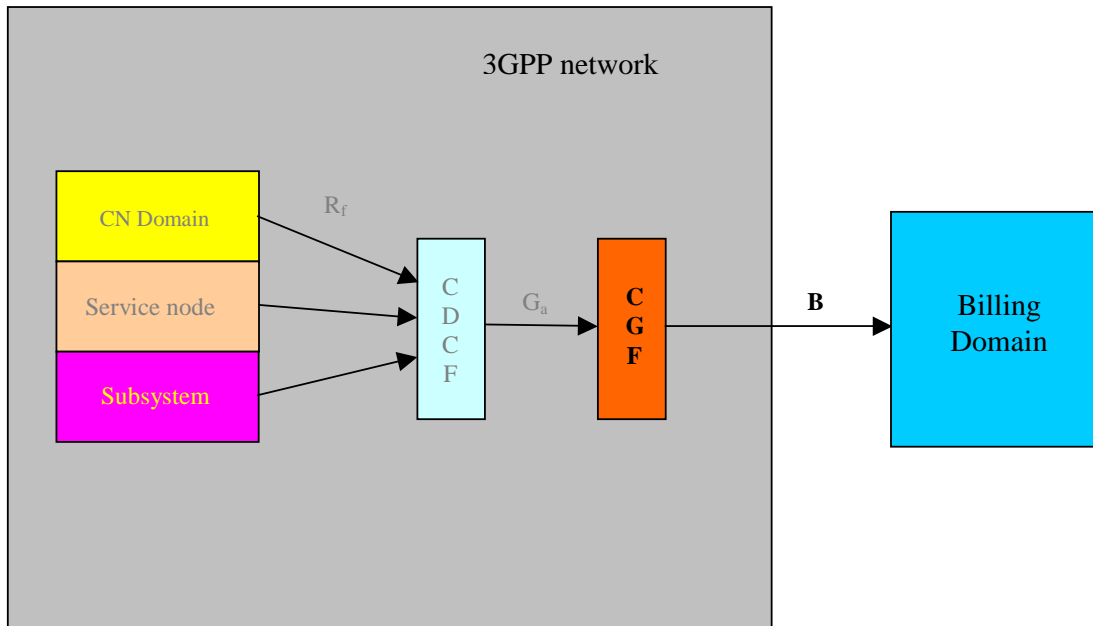 3GPP network
CN Domain
Service node
Subsystem
Rf
C
D
C
F
Ga
C
G
F
B
Billing
Domain